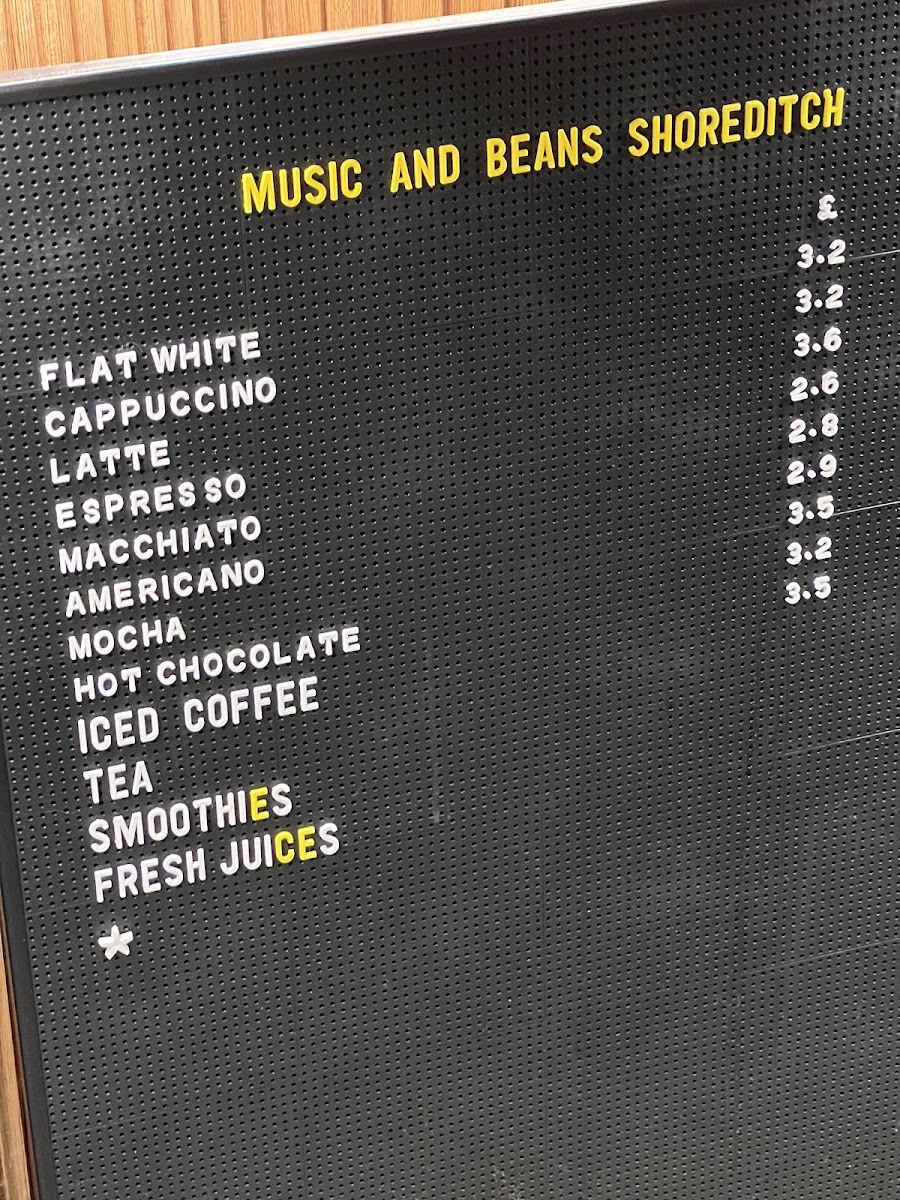 MUSIC AND BEANS SHOREDITCH
£
FLAT WHITE 3.2
CAPPUCCINO 3.2
LATTE 3.6
ESPRESSO 2.6
MACCHIATO 2.8
AMERICANO 2.9
MOCHA 3.5
HOT CHOCOLATE 3.2
ICED COFFEE 3.5
TEA
SMOOTHIES
FRESH JUICES